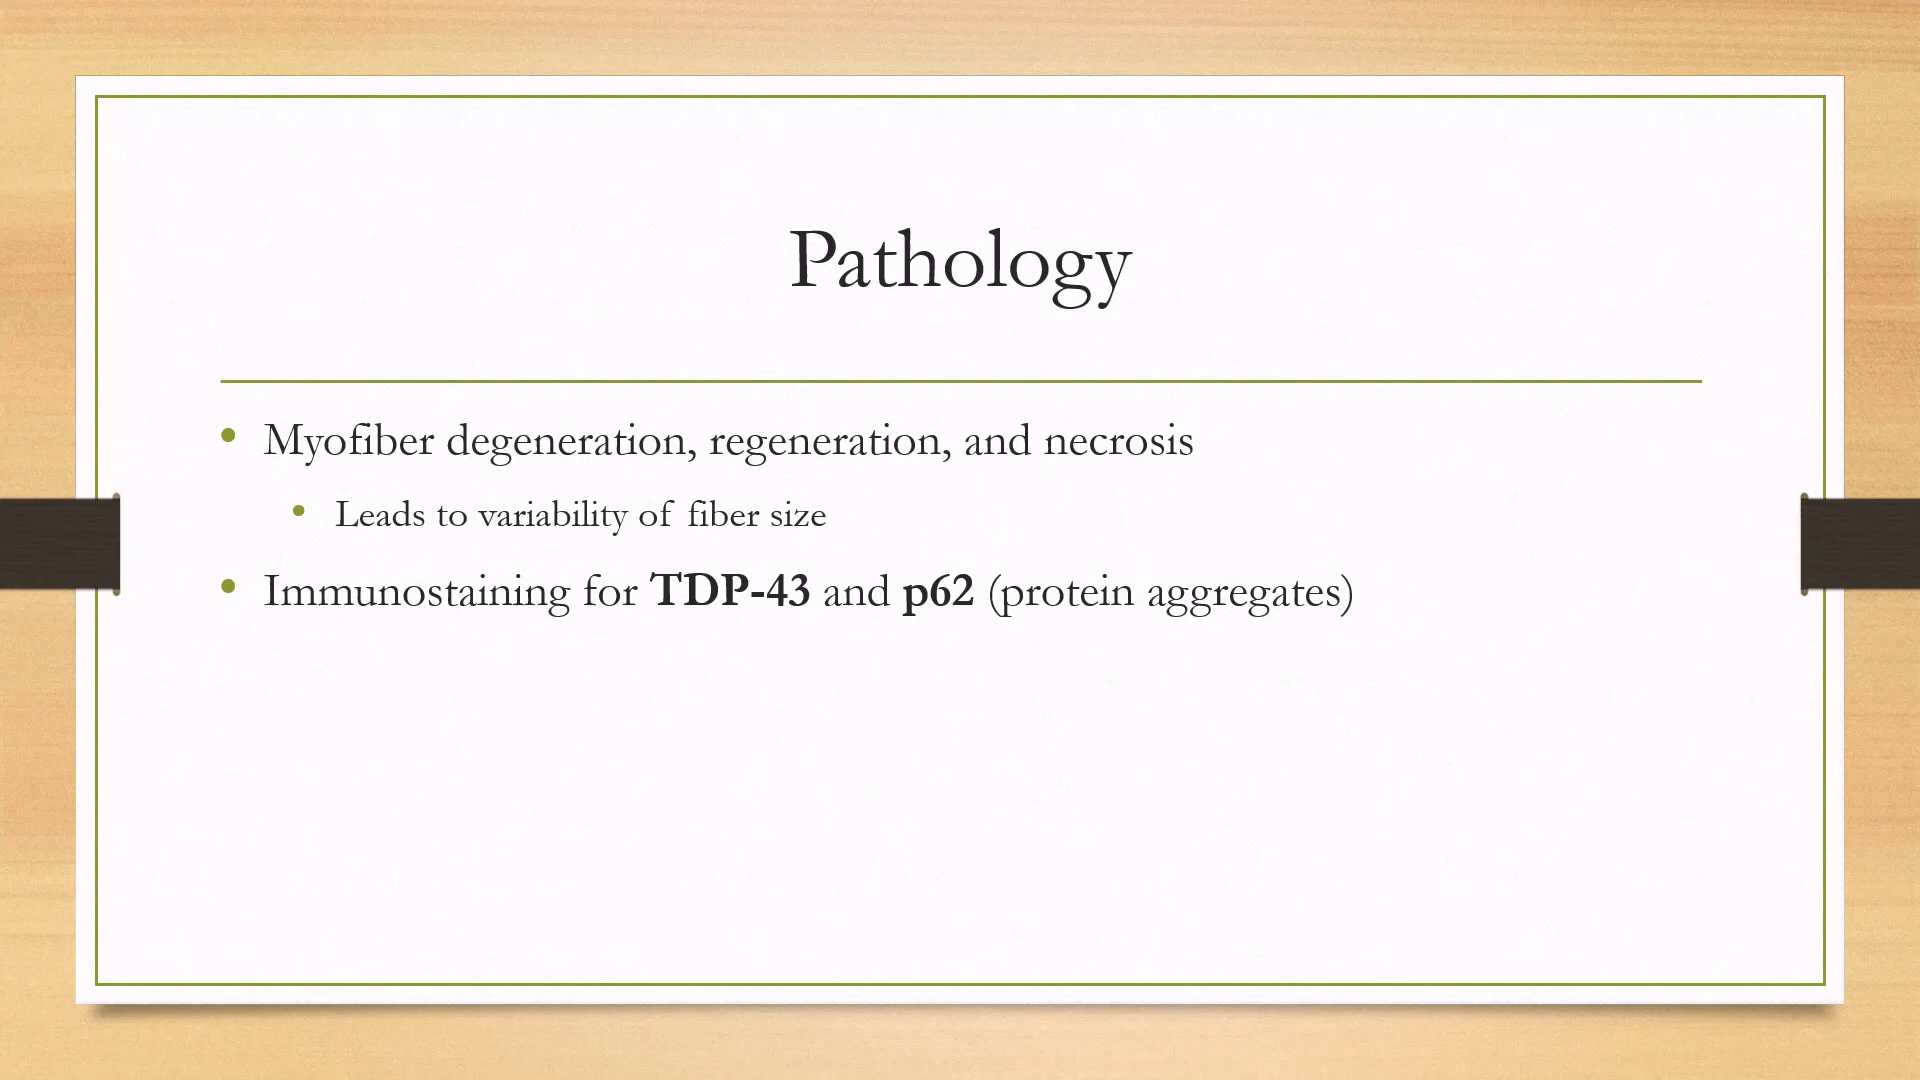 Pathology
• Myofiber degeneration, regeneration, and necrosis
• Leads to variability of fiber size
• Immunostaining for TDP-43 and p62 (protein aggregates)